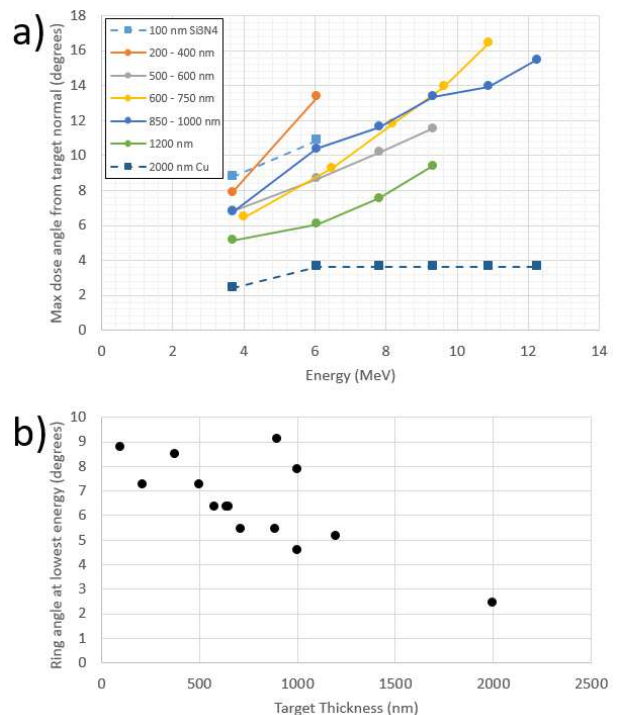 a)
Max dose angle from target normal (degrees)
18
16
14
12
10
8
6
4
2
0
100 nm Si3N4
200 - 400 nm
500 - 600 nm
600 - 750 nm
850 - 1000 nm
1200 nm
2000 nm Cu
0 2 4 6 8 10 12 14
Energy (MeV)
b)
Ring angle at lowest energy (degrees)
10
9
8
7
6
5
4
3
2
1
0
0 500 1000 1500 2000 2500
Target Thickness (nm)